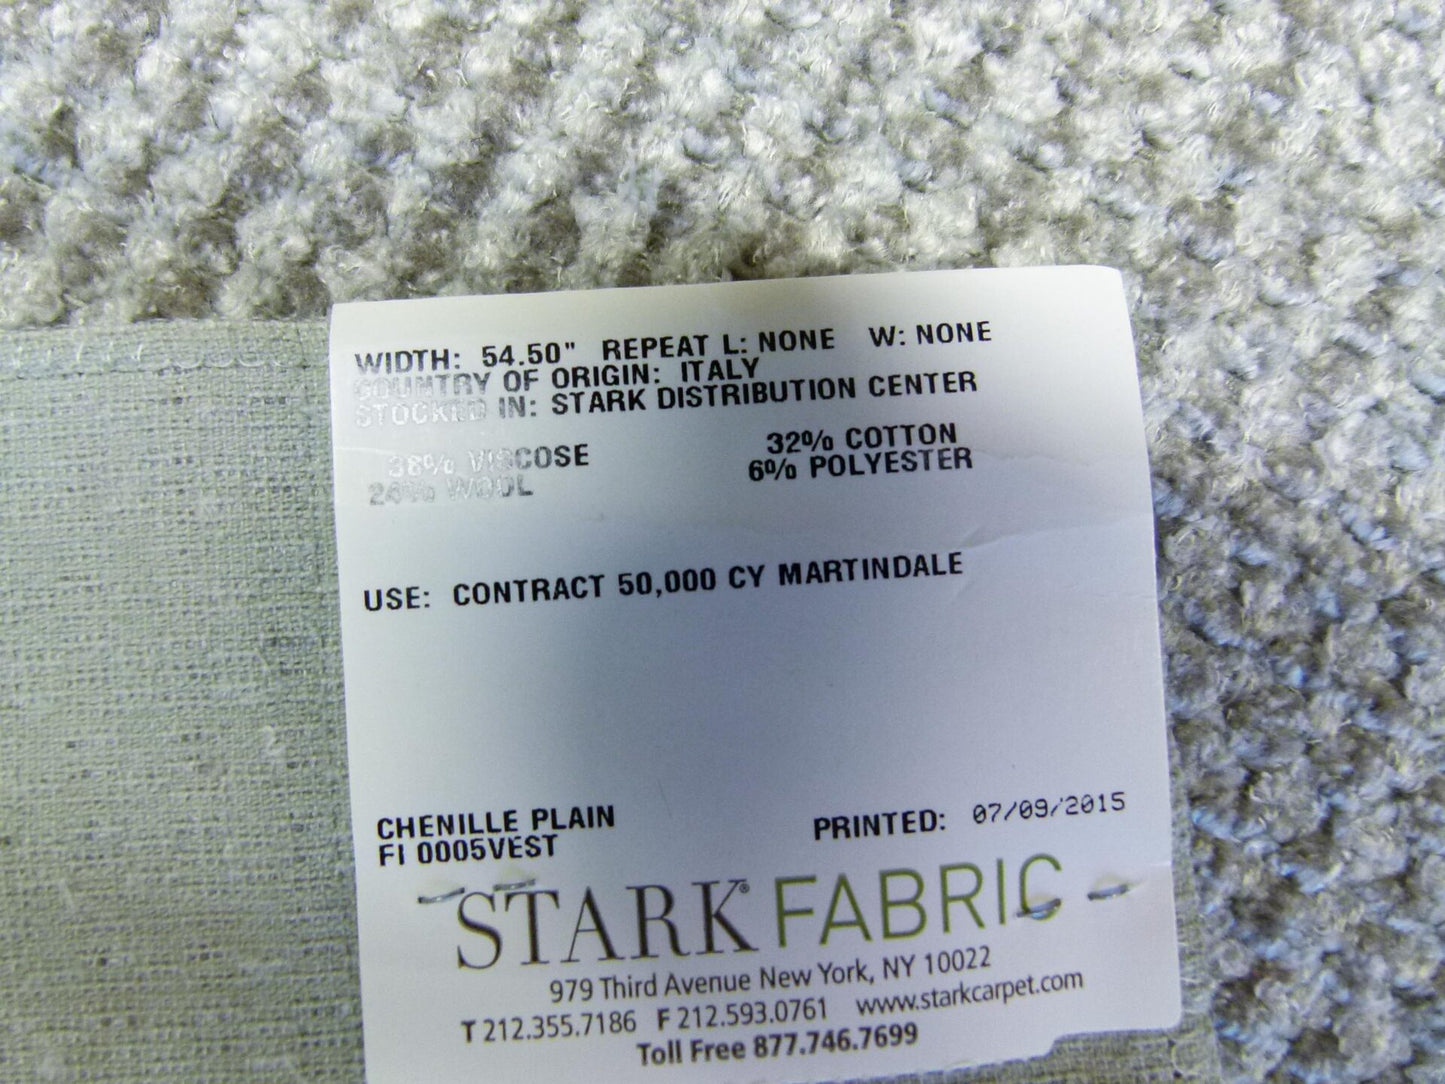 WIDTH: 54.50" REPEAT L: NONE W: NONE
COUNTRY OF ORIGIN: ITALY
STOCKED IN: STARK DISTRIBUTION CENTER
38% VISCOSE 32% COTTON
24% WOOL 6% POLYESTER
USE: CONTRACT 50,000 CY MARTINDALE
CHENILLE PLAIN
FI 0005VEST
PRINTED: 07/09/2015
STARK® FABRIC
979 Third Avenue New York, NY 10022
T 212.355.7186 F 212.593.0761 www.starkcarpet.com
Toll Free 877.746.7699